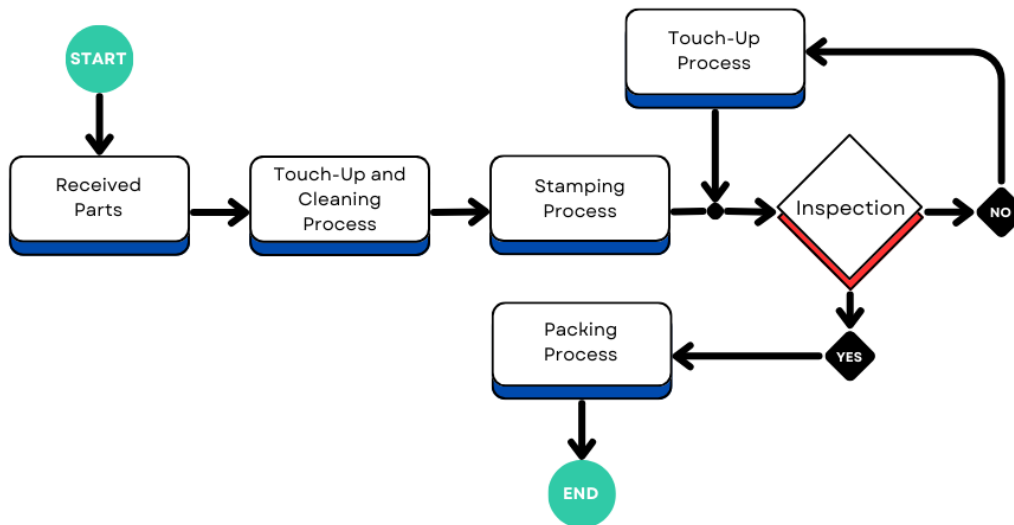 START
Received
Parts
Touch-Up and
Cleaning
Process
Stamping
Process
Touch-Up
Process
Inspection
NO
YES
Packing
Process
END